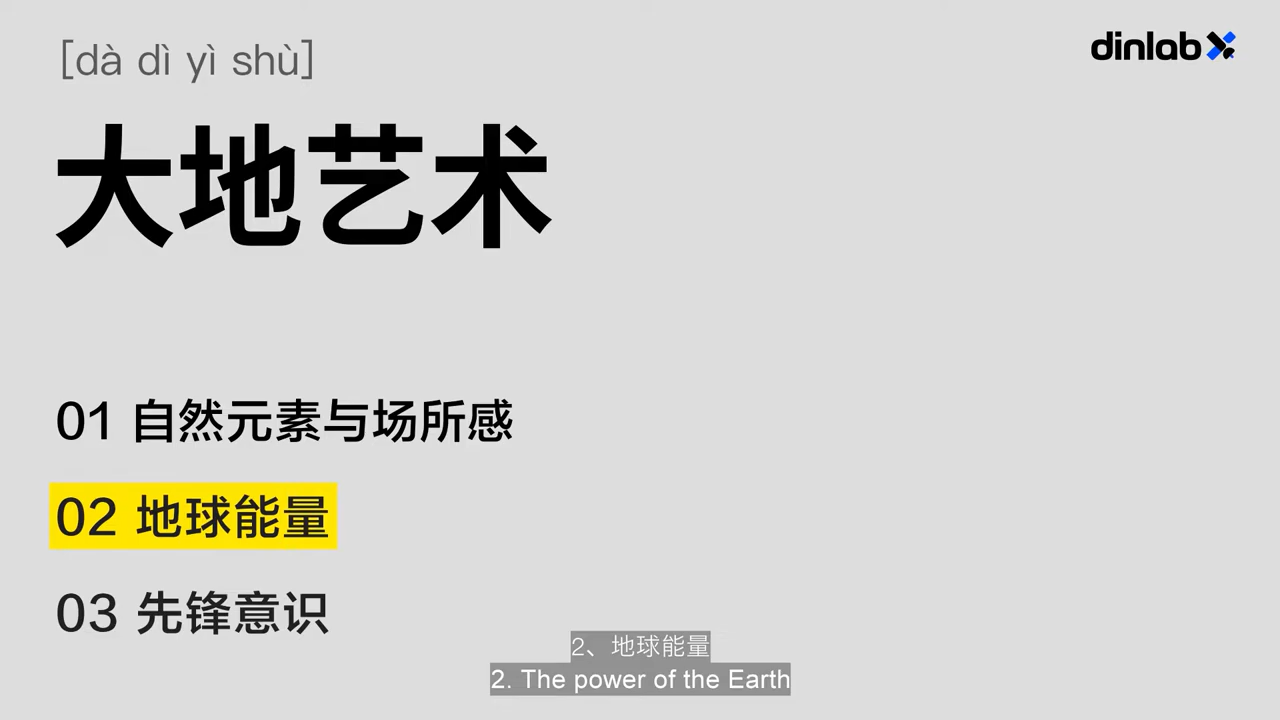 [dà dì yì shù]
dinlab
大地艺术
01 自然元素与场所感
02 地球能量
03 先锋意识
2、地球能量
2. The power of the Earth